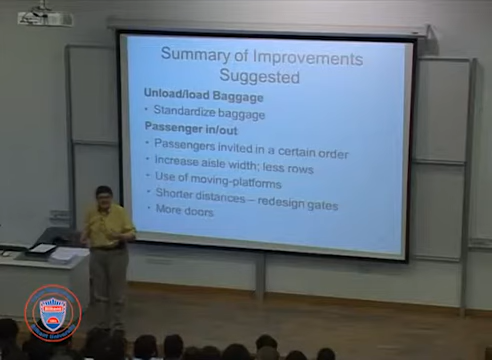 Summary of Improvements
Suggested
Unload/load Baggage
• Standardize baggage
Passenger in/out
• Passengers invited in a certain order
• Increase aisle width; less rows
• Use of moving-platforms
• Shorter distances – redesign gates
• More doors